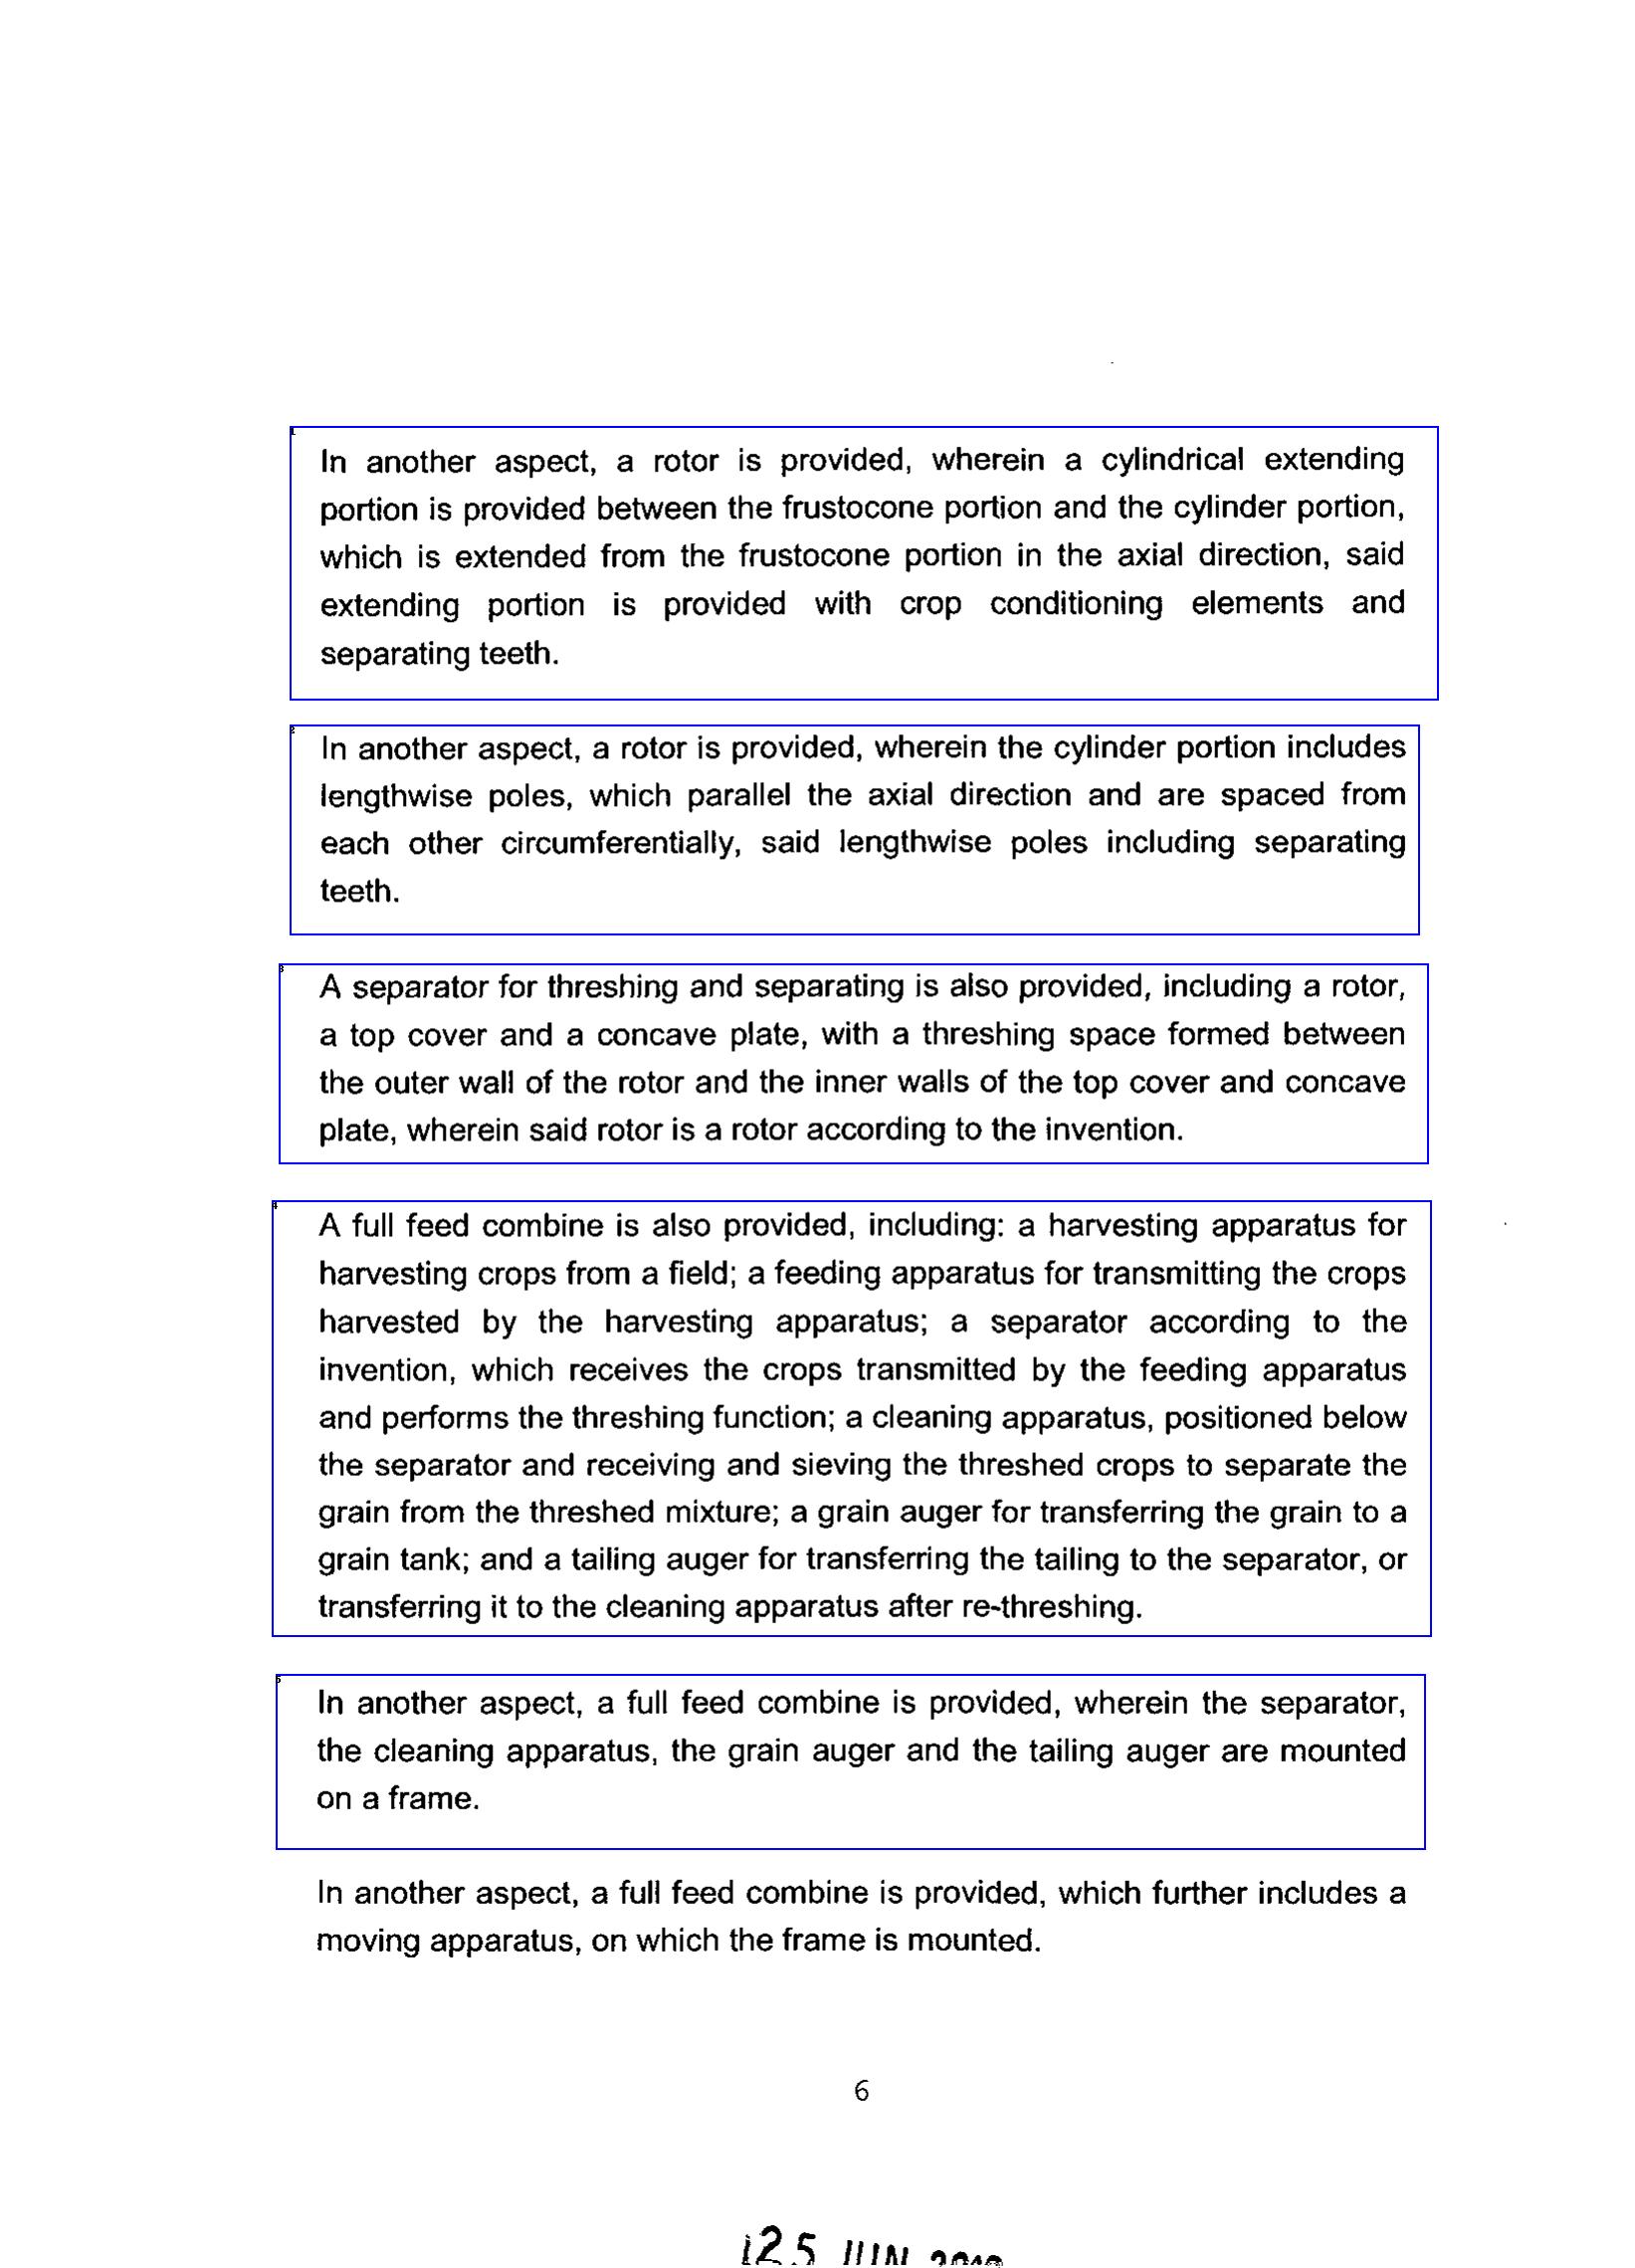 In another aspect, a rotor is provided, wherein a cylindrical extending
portion is provided between the frustocone portion and the cylinder portion,
which is extended from the frustocone portion in the axial direction, said
extending portion is provided with crop conditioning elements and
separating teeth.
In another aspect, a rotor is provided, wherein the cylinder portion includes
lengthwise poles, which parallel the axial direction and are spaced from
each other circumferentially, said lengthwise poles including separating
teeth.
A separator for threshing and separating is also provided, including a rotor,
a top cover and a concave plate, with a threshing space formed between
the outer wall of the rotor and the inner walls of the top cover and concave
plate, wherein said rotor is a rotor according to the invention.
A full feed combine is also provided, including: a harvesting apparatus for
harvesting crops from a field; a feeding apparatus for transmitting the crops
harvested by the harvesting apparatus; a separator according to the
invention, which receives the crops transmitted by the feeding apparatus
and performs the threshing function; a cleaning apparatus, positioned below
the separator and receiving and sieving the threshed crops to separate the
grain from the threshed mixture; a grain auger for transferring the grain to a
grain tank; and a tailing auger for transferring the tailing to the separator, or
transferring it to the cleaning apparatus after re-threshing.
In another aspect, a full feed combine is provided, wherein the separator,
the cleaning apparatus, the grain auger and the tailing auger are mounted
on a frame.
In another aspect, a full feed combine is provided, which further includes a
moving apparatus, on which the frame is mounted.
6
25 JUN